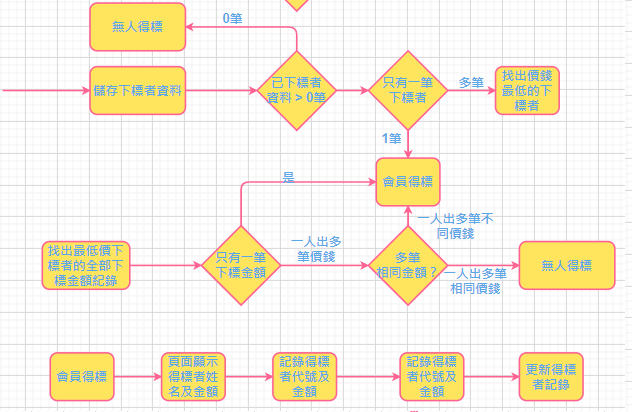 0筆
無人得標
儲存下標者資料
已下標者
資料 > 0筆
只有一筆
下標者
多筆
找出價錢
最低的下
標者
1筆
會員得標
是
找出最低價下
標者的全部下
標金額紀錄
只有一筆
下標金額
一人出多
筆價錢
多筆
相同金額？
一人出多筆不
同價錢
一人出多筆
相同價錢
無人得標
會員得標
頁面顯示
得標者姓
名及金額
記錄得標
者代號及
金額
記錄得標
者代號及
金額
更新得標
者記錄